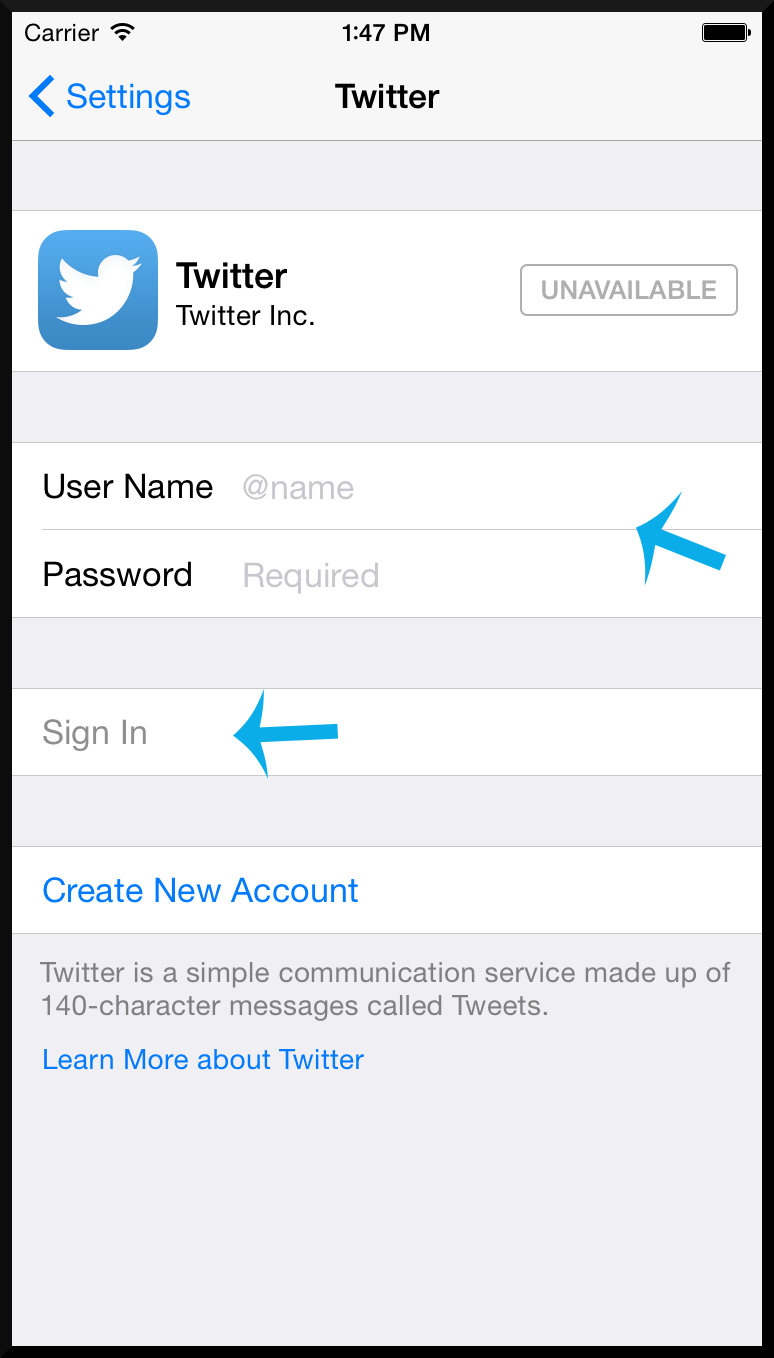 Carrier 1:47 PM
Settings Twitter
Twitter
Twitter Inc.
UNAVAILABLE
User Name @name
Password Required
Sign In
Create New Account
Twitter is a simple communication service made up of
140-character messages called Tweets.
Learn More about Twitter